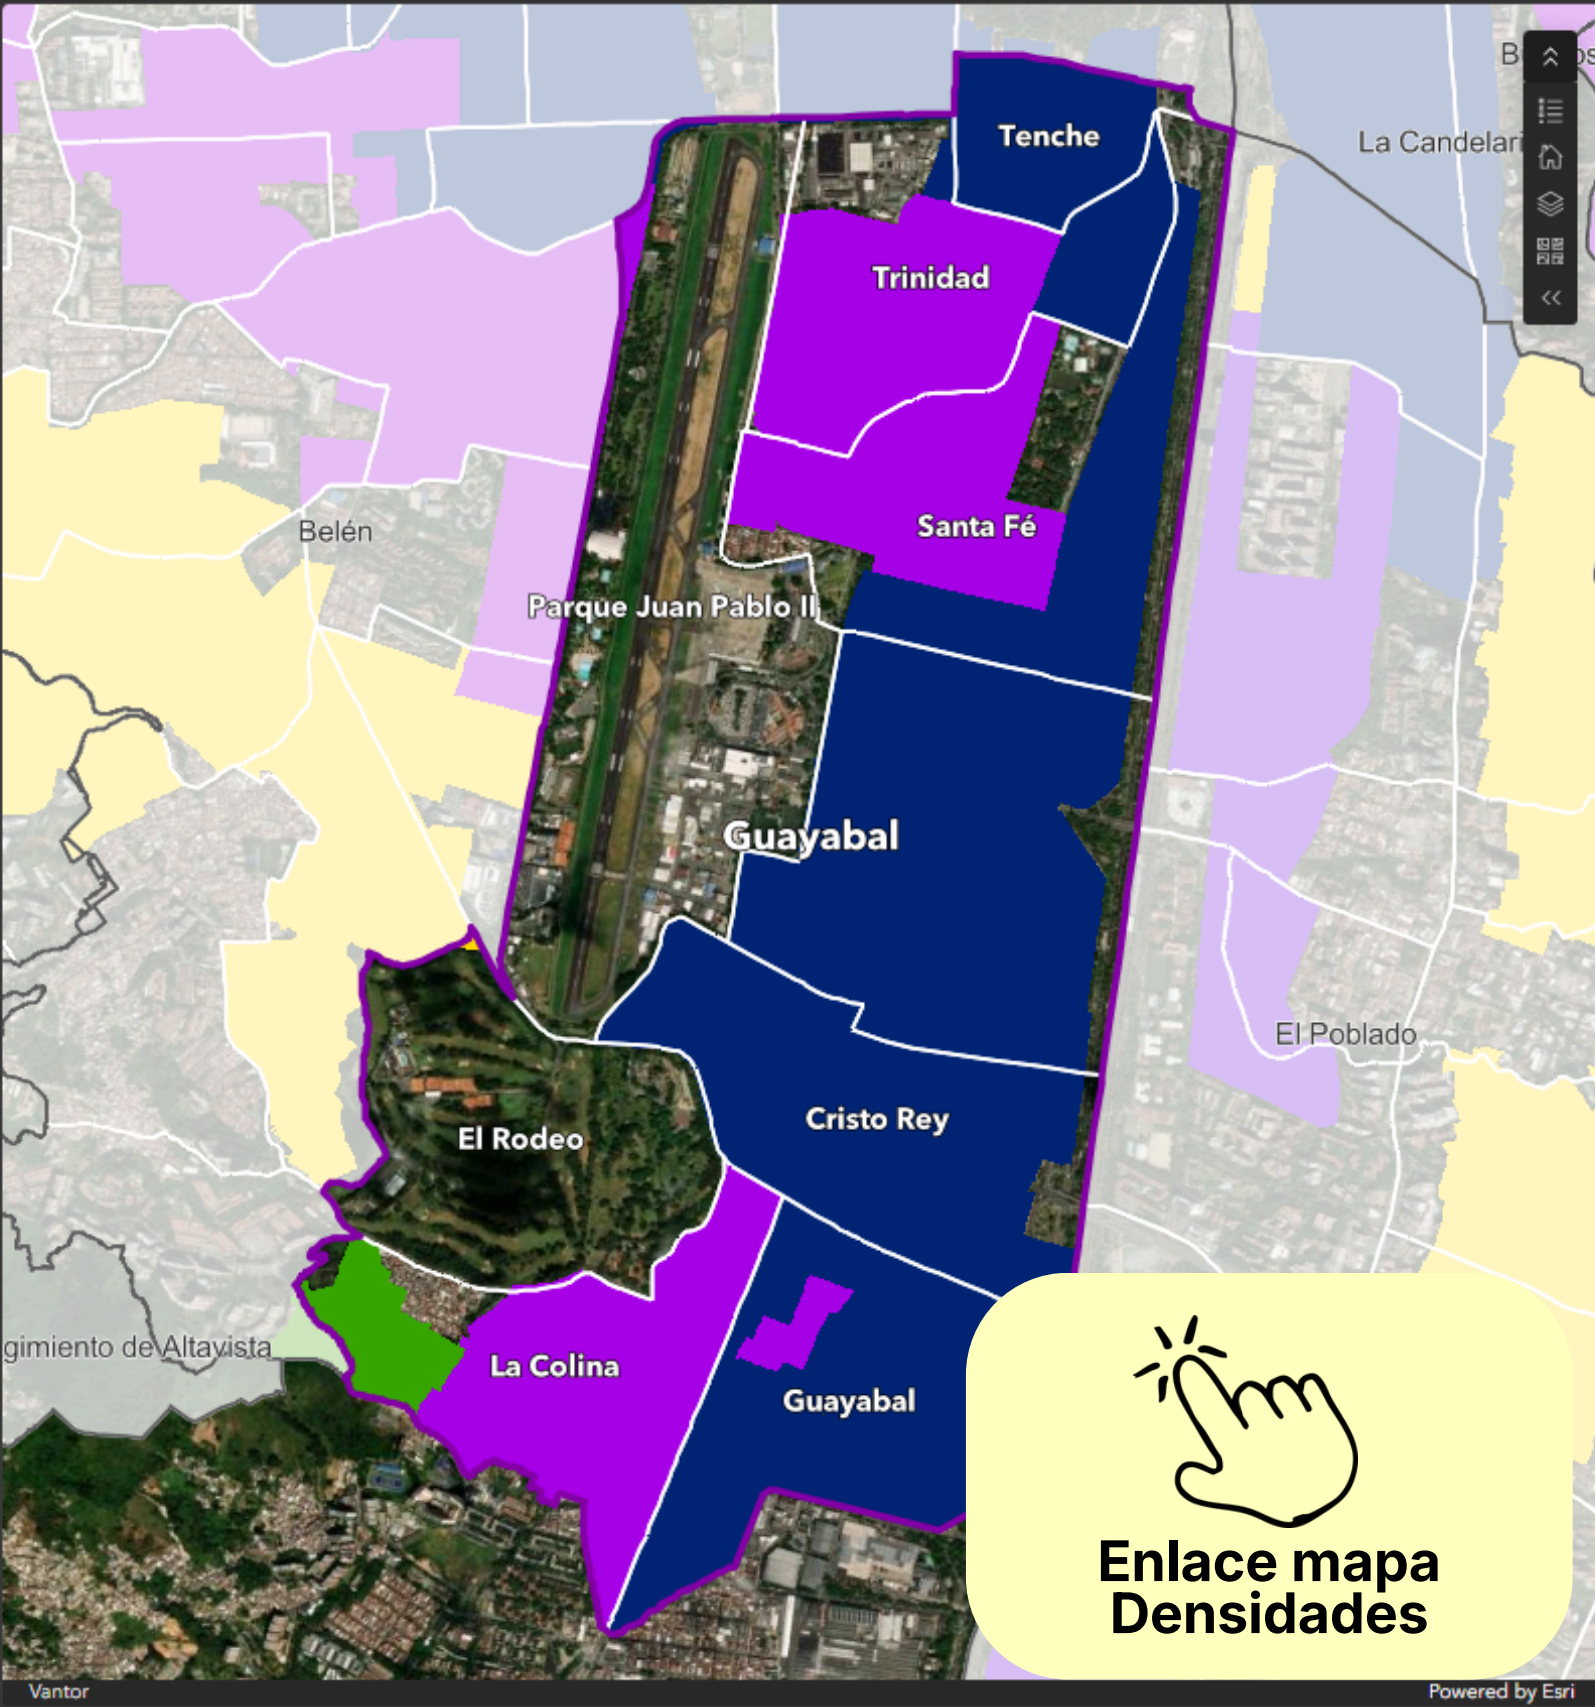 Tenche
La Candelari
Trinidad
Santa Fé
Belén
Parque Juan Pablo II
Guayabal
El Poblado
Cristo Rey
El Rodeo
gimiento de Altavista
La Colina
Guayabal
Enlace mapa
Densidades
Vantor
Powered by Esri